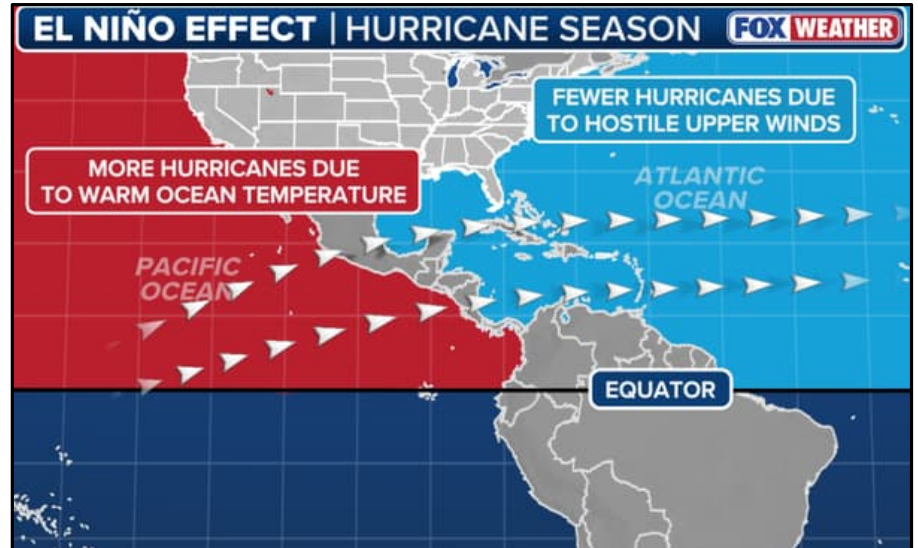 EL NIÑO EFFECT | HURRICANE SEASON
FOX WEATHER
FEWER HURRICANES DUE
TO HOSTILE UPPER WINDS
MORE HURRICANES DUE
TO WARM OCEAN TEMPERATURE
ATLANTIC
OCEAN
PACIFIC
OCEAN
EQUATOR